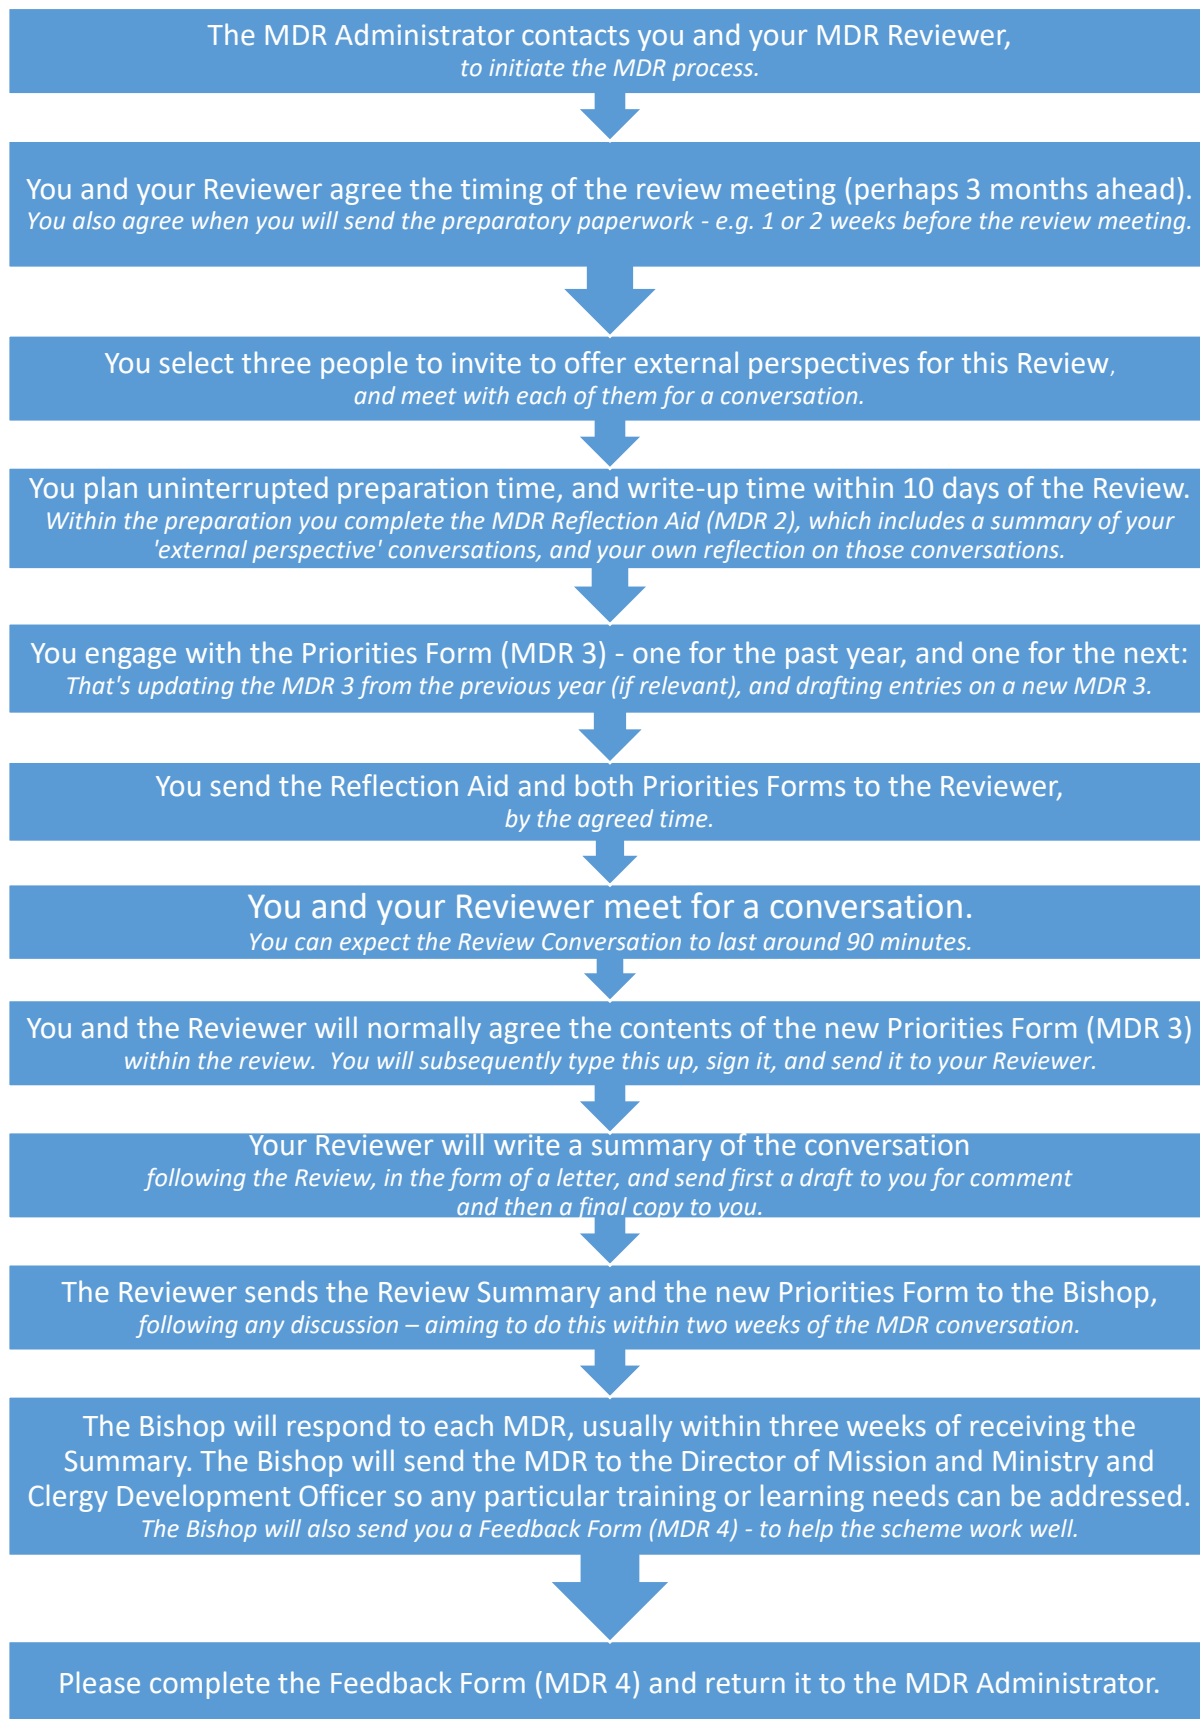 The MDR Administrator contacts you and your MDR Reviewer,
to initiate the MDR process.
You and your Reviewer agree the timing of the review meeting (perhaps 3 months ahead).
You also agree when you will send the preparatory paperwork - e.g. 1 or 2 weeks before the review meeting.
You select three people to invite to offer external perspectives for this Review,
and meet with each of them for a conversation.
You plan uninterrupted preparation time, and write-up time within 10 days of the Review.
Within the preparation you complete the MDR Reflection Aid (MDR 2), which includes a summary of your
'external perspective' conversations, and your own reflection on those conversations.
You engage with the Priorities Form (MDR 3) - one for the past year, and one for the next:
That's updating the MDR 3 from the previous year (if relevant), and drafting entries on a new MDR 3.
You send the Reflection Aid and both Priorities Forms to the Reviewer,
by the agreed time.
You and your Reviewer meet for a conversation.
You can expect the Review Conversation to last around 90 minutes.
You and the Reviewer will normally agree the contents of the new Priorities Form (MDR 3)
within the review.  You will subsequently type this up, sign it, and send it to your Reviewer.
Your Reviewer will write a summary of the conversation
following the Review, in the form of a letter, and send first a draft to you for comment
and then a final copy to you.
The Reviewer sends the Review Summary and the new Priorities Form to the Bishop,
following any discussion – aiming to do this within two weeks of the MDR conversation.
The Bishop will respond to each MDR, usually within three weeks of receiving the
Summary. The Bishop will send the MDR to the Director of Mission and Ministry and
Clergy Development Officer so any particular training or learning needs can be addressed.
The Bishop will also send you a Feedback Form (MDR 4) - to help the scheme work well.
Please complete the Feedback Form (MDR 4) and return it to the MDR Administrator.